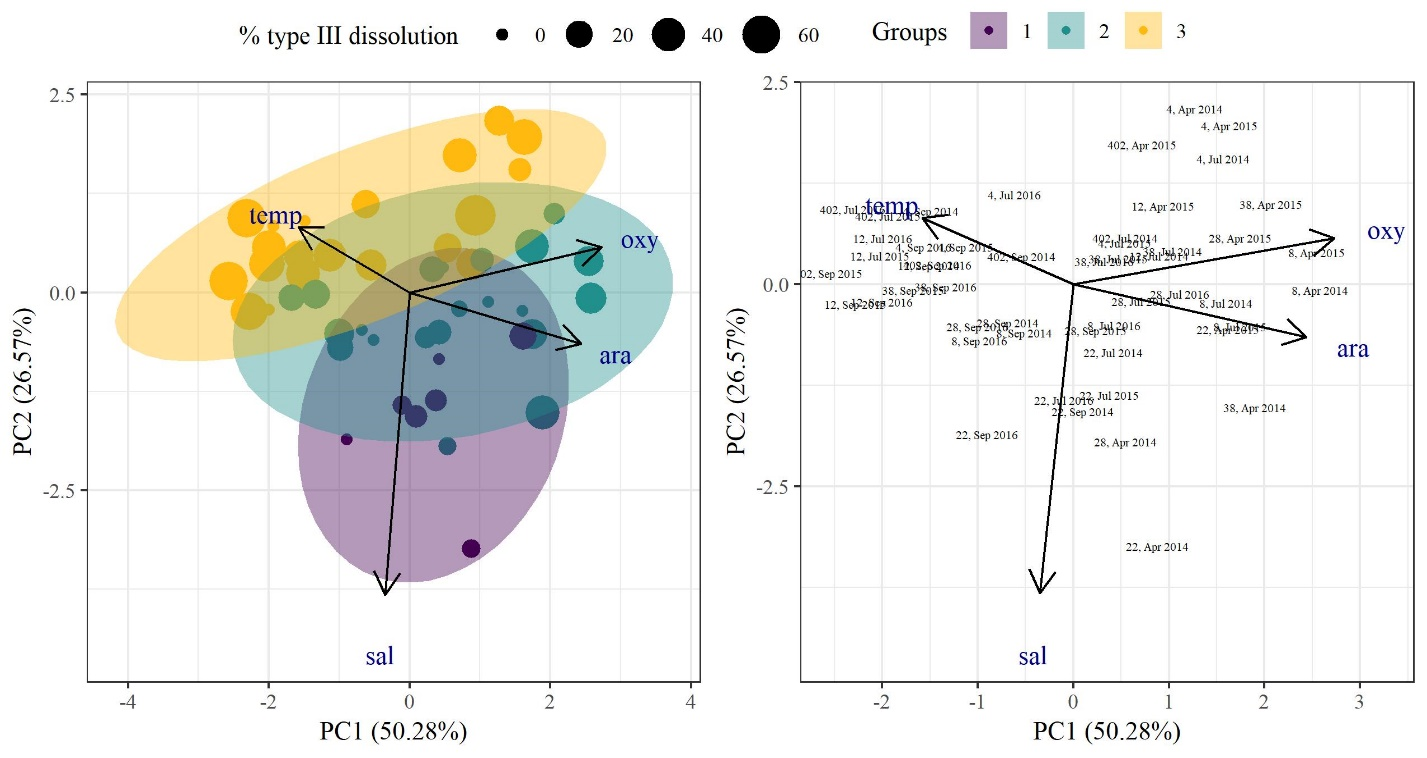 % type III dissolution 0 20 40 60 Groups 1 2 3
2.5
0.0
-2.5
PC2 (26.57%)
temp
oxy
ara
sal
-4 -2 0 2 4
PC1 (50.28%)
2.5
0.0
-2.5
PC2 (26.57%)
4, Apr 2014
4, Apr 2015
402, Apr 2015
4, Jul 2014
4, Jul 2016
temp
12, Apr 2015
38, Apr 2015
oxy
12, Jul 2016
402, Jul 2014
28, Apr 2015
12, Jul 2015
402, Sep 2014
38, Jul 2014
8, Apr 2015
02, Sep 2015
8, Apr 2014
38, Sep 2015
38, Sep 2016
28, Jul 2016
12, Sep 2015
12, Sep 2016
28, Jul 2015
8, Jul 2014
28, Sep 2014
28, Sep 2016
8, Jul 2016
28, Sep 2015
22, Apr 2015
8, Jul 2015
8, Sep 2014
8, Sep 2016
22, Jul 2014
ara
22, Jul 2015
22, Jul 2016
22, Sep 2014
38, Apr 2014
22, Sep 2016
28, Apr 2014
22, Apr 2014
sal
-2 -1 0 1 2 3
PC1 (50.28%)